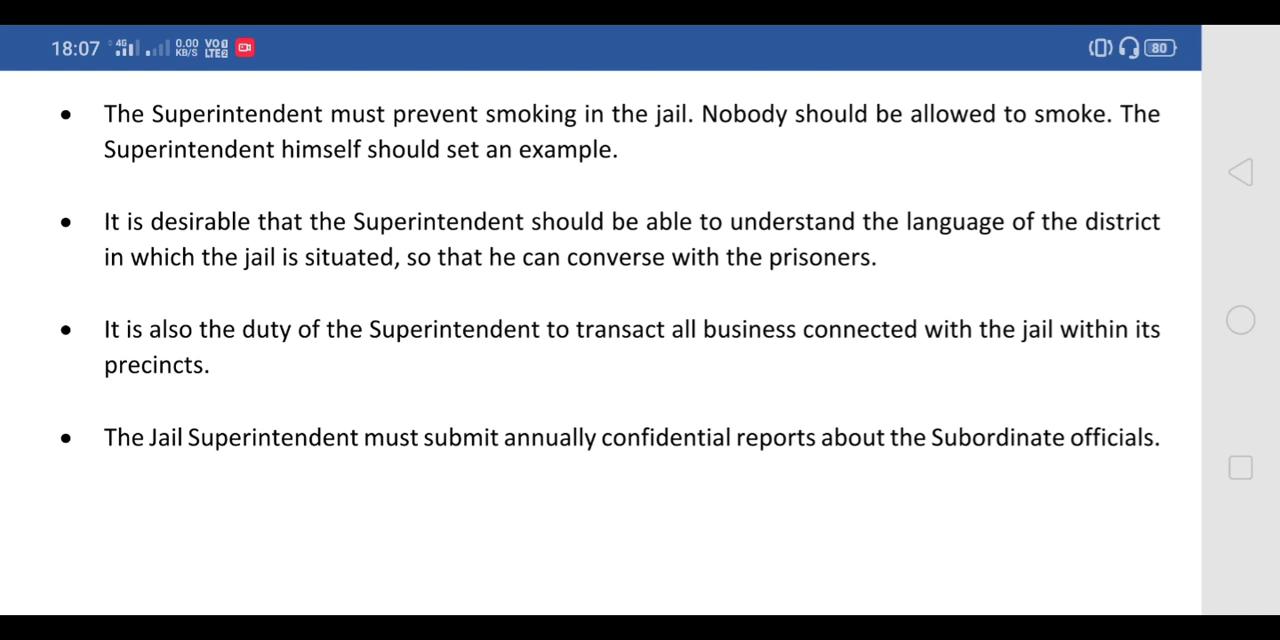 18:07 4G 0.00 KB/S VO LTE2 80
• The Superintendent must prevent smoking in the jail. Nobody should be allowed to smoke. The
Superintendent himself should set an example.
• It is desirable that the Superintendent should be able to understand the language of the district
in which the jail is situated, so that he can converse with the prisoners.
• It is also the duty of the Superintendent to transact all business connected with the jail within its
precincts.
• The Jail Superintendent must submit annually confidential reports about the Subordinate officials.